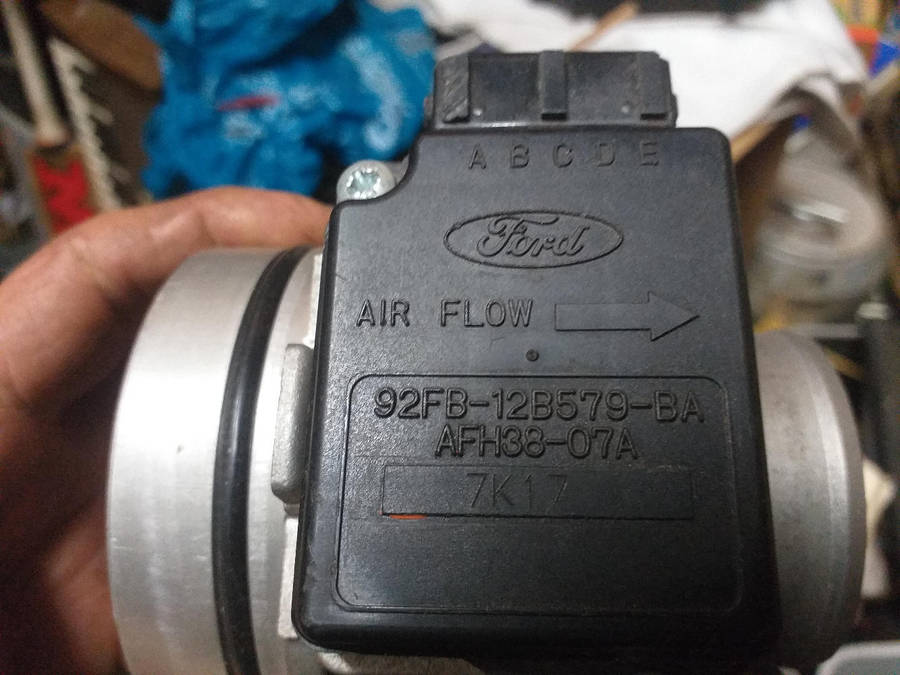 A B C D E
Ford
AIR FLOW
92FB-12B579-BA
AFH38-07A
7K17